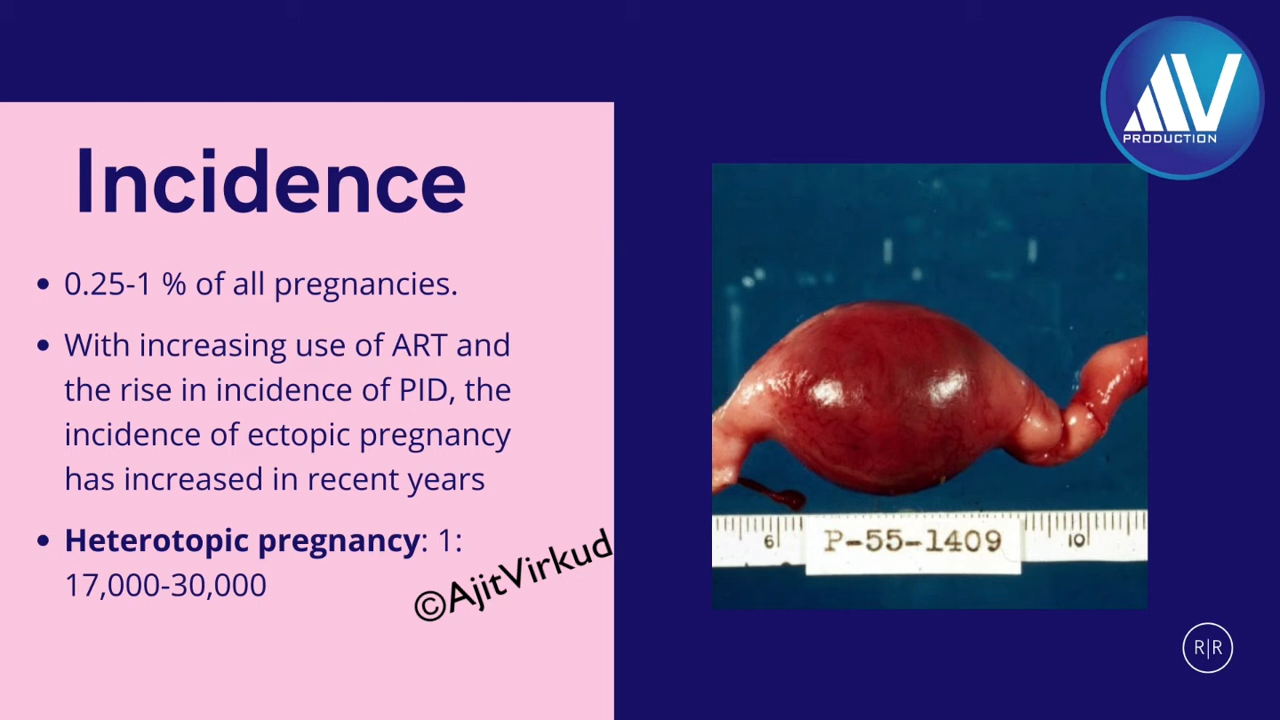 AV
PRODUCTION
Incidence
• 0.25-1 % of all pregnancies.
• With increasing use of ART and
the rise in incidence of PID, the
incidence of ectopic pregnancy
has increased in recent years
• Heterotopic pregnancy: 1:
17,000-30,000
©AjitVirkud
6 P-55-1409 10
R|R